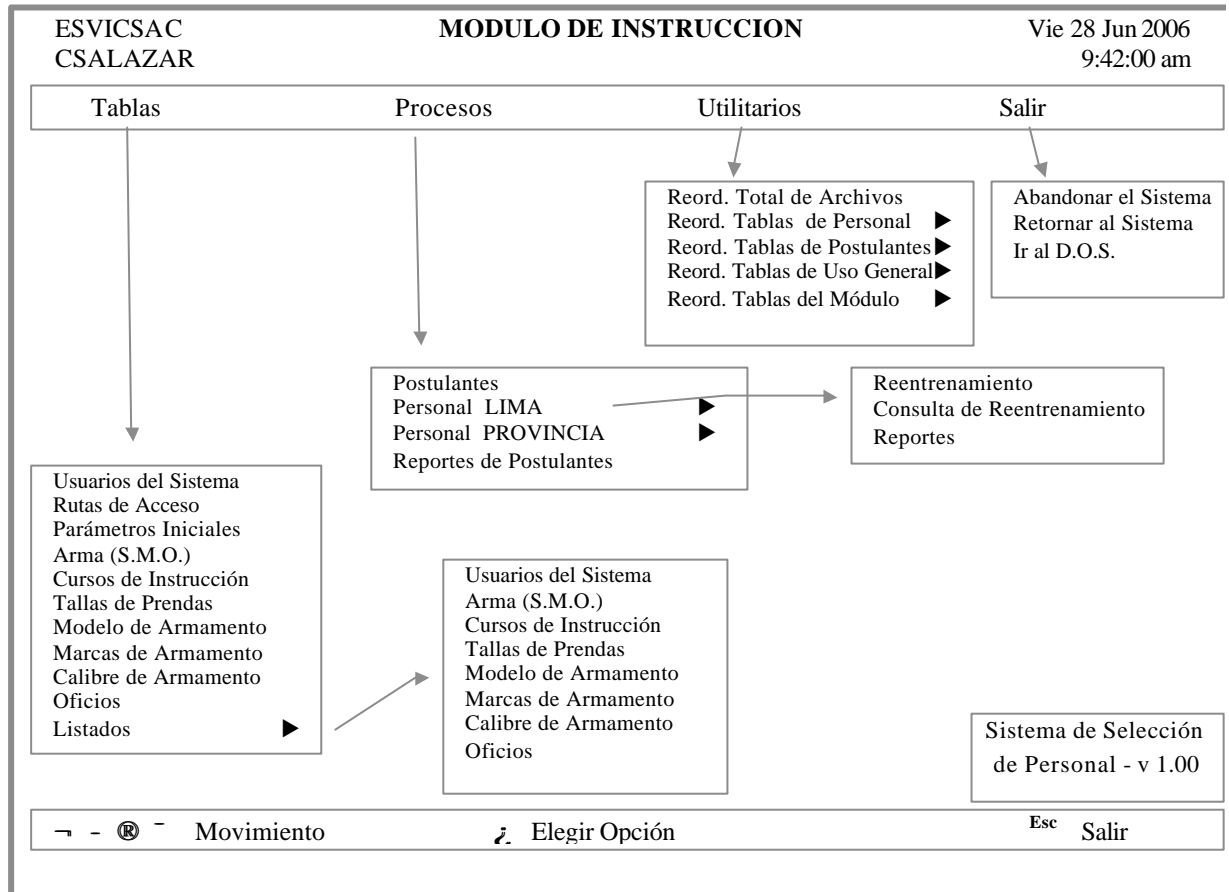 ESVICSAC MODULO DE INSTRUCCION Vie 28 Jun 2006
CSALAZAR 9:42:00 am
Tablas Procesos Utilitarios Salir
Reord. Total de Archivos
Reord. Tablas de Personal ▶
Reord. Tablas de Postulantes ▶
Reord. Tablas de Uso General ▶
Reord. Tablas del Módulo ▶
Abandonar el Sistema
Retornar al Sistema
Ir al D.O.S.
Postulantes
Personal LIMA ▶
Personal PROVINCIA ▶
Reportes de Postulantes
Reentrenamiento
Consulta de Reentrenamiento
Reportes
Usuarios del Sistema
Rutas de Acceso
Parámetros Iniciales
Arma (S.M.O.)
Cursos de Instrucción
Tallas de Prendas
Modelo de Armamento
Marcas de Armamento
Calibre de Armamento
Oficios
Listados ▶
Usuarios del Sistema
Arma (S.M.O.)
Cursos de Instrucción
Tallas de Prendas
Modelo de Armamento
Marcas de Armamento
Calibre de Armamento
Oficios
Sistema de Selección
de Personal - v 1.00
¬ - ® ¯ Movimiento ¿ Elegir Opción Esc Salir